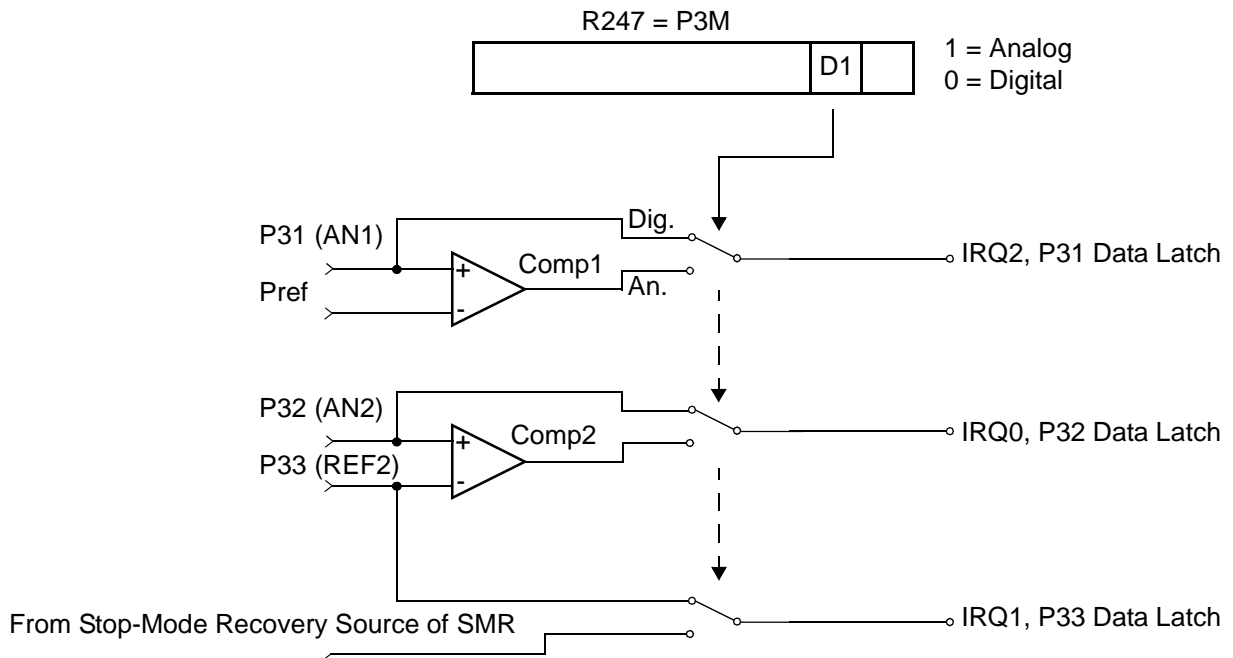 R247 = P3M
D1
1 = Analog
0 = Digital
Dig.
P31 (AN1)
+
Comp1
IRQ2, P31 Data Latch
An.
Pref
-
P32 (AN2)
+
Comp2
IRQ0, P32 Data Latch
P33 (REF2)
-
From Stop-Mode Recovery Source of SMR
IRQ1, P33 Data Latch